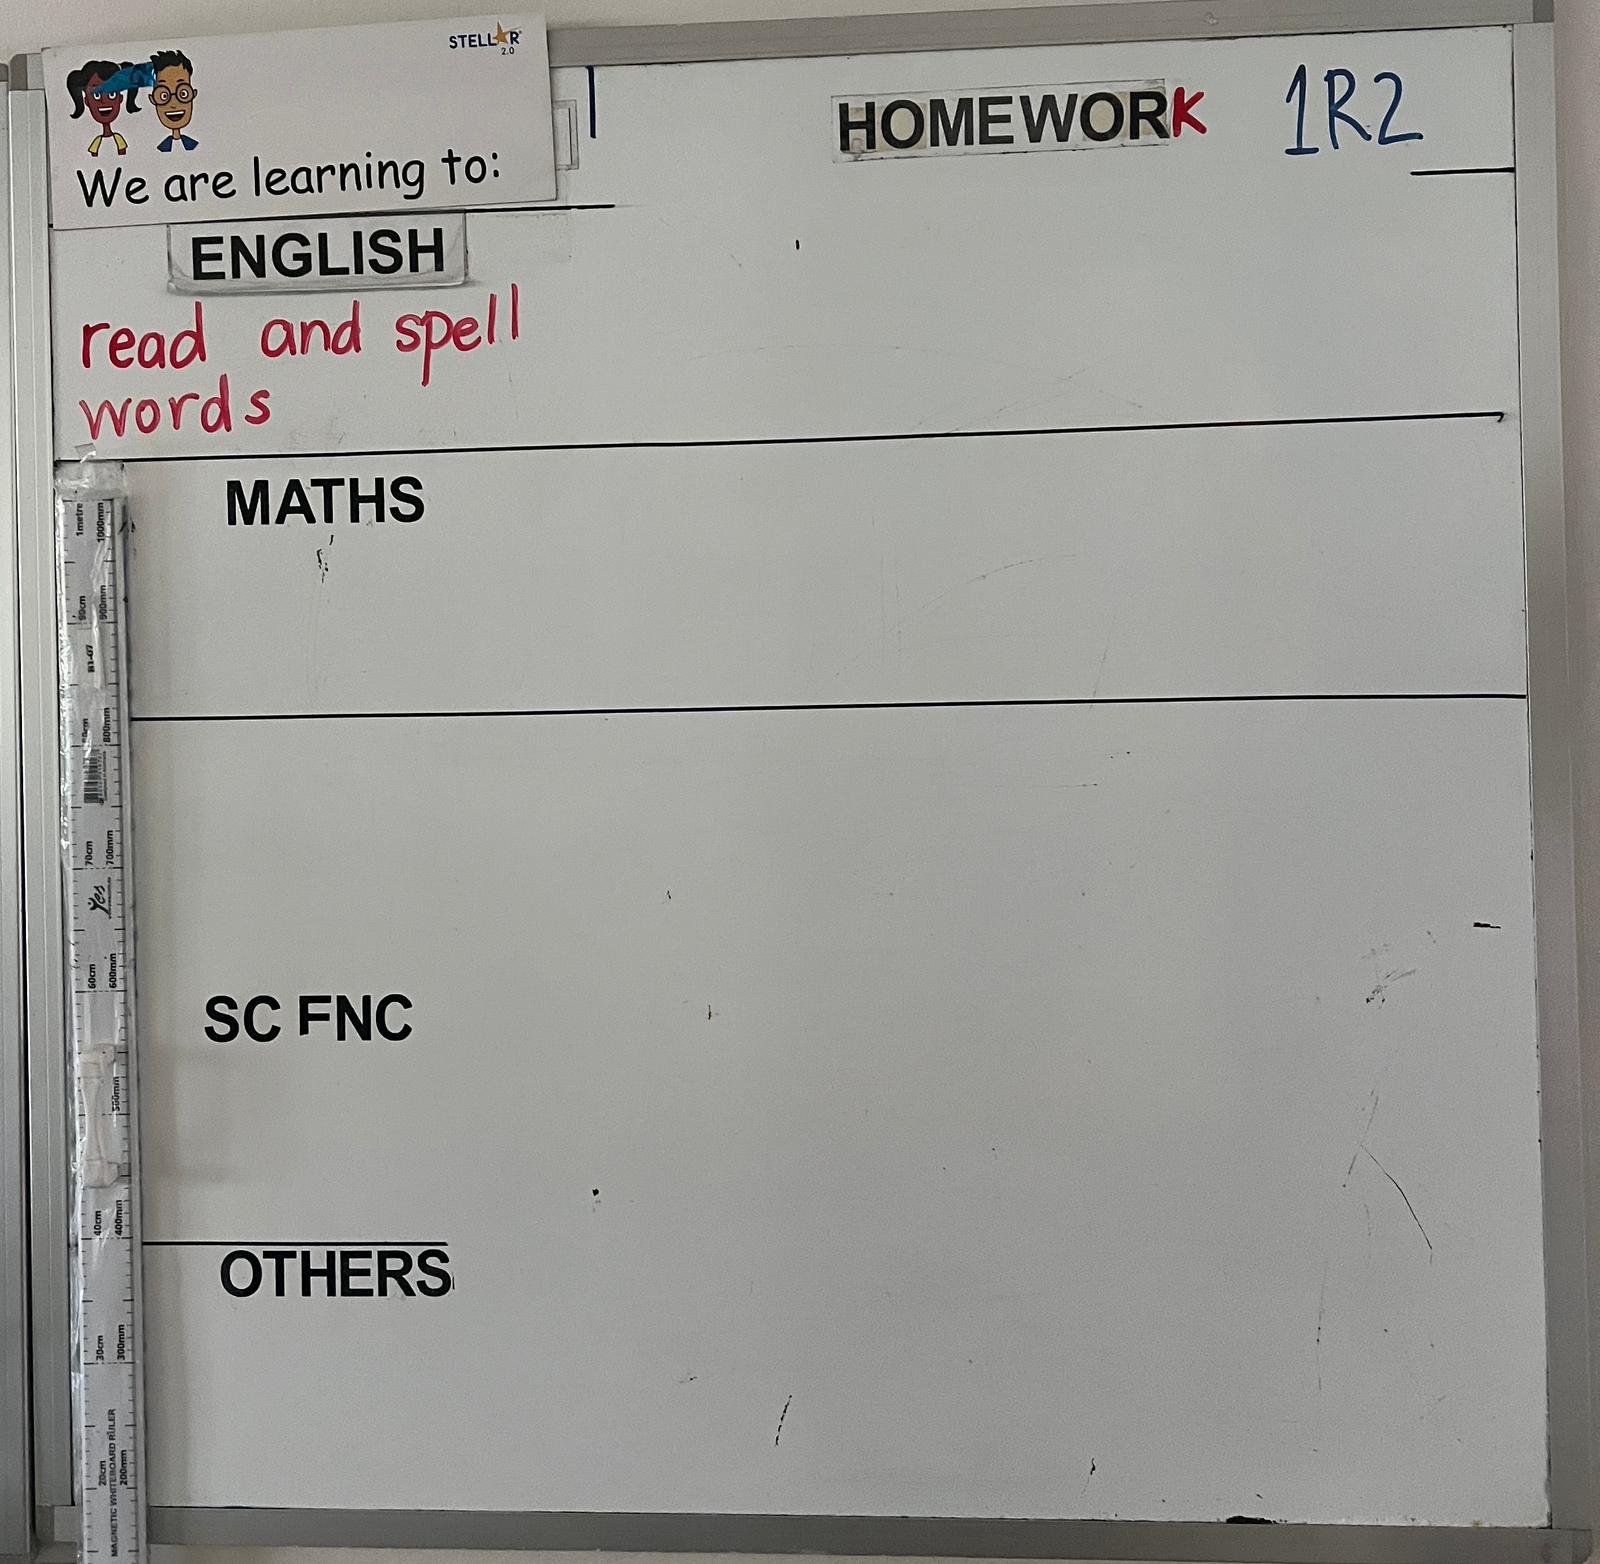 STELLAR 2.0
We are learning to:
HOMEWORK 1R2
ENGLISH
read and spell
words
MATHS
SC FNC
OTHERS
1metre 1000mm
90cm 900mm
B1-07
80cm 800mm
70cm 700mm
Yes
60cm 600mm
500mm
40cm 400mm
30cm 300mm
20cm 200mm
MAGNETIC WHITEBOARD RULER